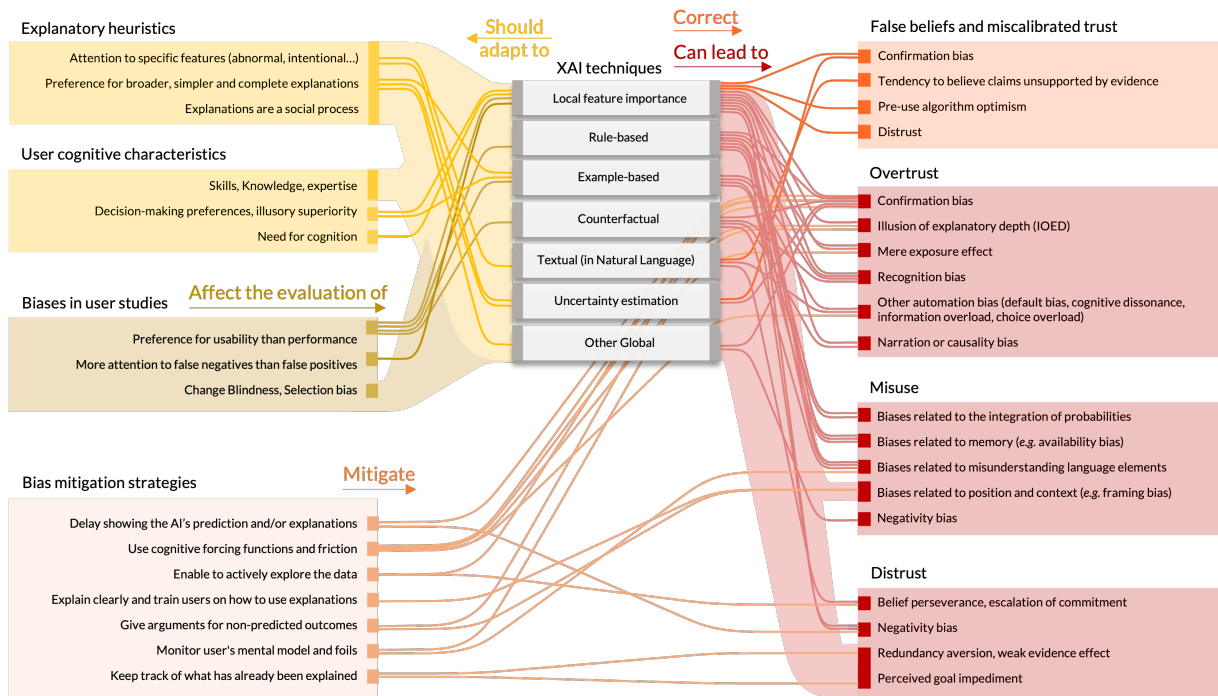 Explanatory heuristics
Attention to specific features (abnormal, intentional...)
Preference for broader, simpler and complete explanations
Explanations are a social process
User cognitive characteristics
Skills, Knowledge, expertise
Decision-making preferences, illusory superiority
Need for cognition
Biases in user studies
Affect the evaluation of
Preference for usability than performance
More attention to false negatives than false positives
Change Blindness, Selection bias
Bias mitigation strategies
Mitigate
Delay showing the AI's prediction and/or explanations
Use cognitive forcing functions and friction
Enable to actively explore the data
Explain clearly and train users on how to use explanations
Give arguments for non-predicted outcomes
Monitor user's mental model and foils
Keep track of what has already been explained
Should
adapt to
Correct
Can lead to
XAI techniques
Local feature importance
Rule-based
Example-based
Counterfactual
Textual (in Natural Language)
Uncertainty estimation
Other Global
False beliefs and miscalibrated trust
Confirmation bias
Tendency to believe claims unsupported by evidence
Pre-use algorithm optimism
Distrust
Overtrust
Confirmation bias
Illusion of explanatory depth (IOED)
Mere exposure effect
Recognition bias
Other automation bias (default bias, cognitive dissonance,
information overload, choice overload)
Narration or causality bias
Misuse
Biases related to the integration of probabilities
Biases related to memory (e.g. availability bias)
Biases related to misunderstanding language elements
Biases related to position and context (e.g. framing bias)
Negativity bias
Distrust
Belief perseverance, escalation of commitment
Negativity bias
Redundancy aversion, weak evidence effect
Perceived goal impediment